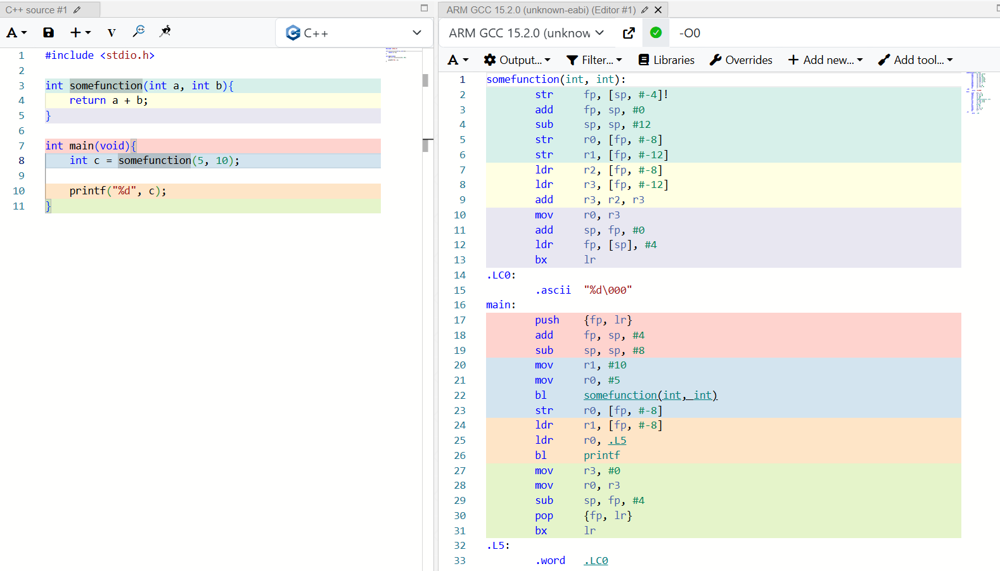 C++ source #1
A + V C++
1 #include <stdio.h>
2
3 int somefunction(int a, int b){
4     return a + b;
5 }
6
7 int main(void){
8     int c = somefunction(5, 10);
9
10     printf("%d", c);
11 }
ARM GCC 15.2.0 (unknown-eabi) (Editor #1)
ARM GCC 15.2.0 (unknow -O0
A Output... Filter... Libraries Overrides + Add new... Add tool...
1 somefunction(int, int):
2         str     fp, [sp, #-4]!
3         add     fp, sp, #0
4         sub     sp, sp, #12
5         str     r0, [fp, #-8]
6         str     r1, [fp, #-12]
7         ldr     r2, [fp, #-8]
8         ldr     r3, [fp, #-12]
9         add     r3, r2, r3
10         mov     r0, r3
11         add     sp, fp, #0
12         ldr     fp, [sp], #4
13         bx      lr
14 .LC0:
15         .ascii  "%d\000"
16 main:
17         push    {fp, lr}
18         add     fp, sp, #4
19         sub     sp, sp, #8
20         mov     r1, #10
21         mov     r0, #5
22         bl      somefunction(int, int)
23         str     r0, [fp, #-8]
24         ldr     r1, [fp, #-8]
25         ldr     r0, .L5
26         bl      printf
27         mov     r3, #0
28         mov     r0, r3
29         sub     sp, fp, #4
30         pop     {fp, lr}
31         bx      lr
32 .L5:
33         .word   .LC0